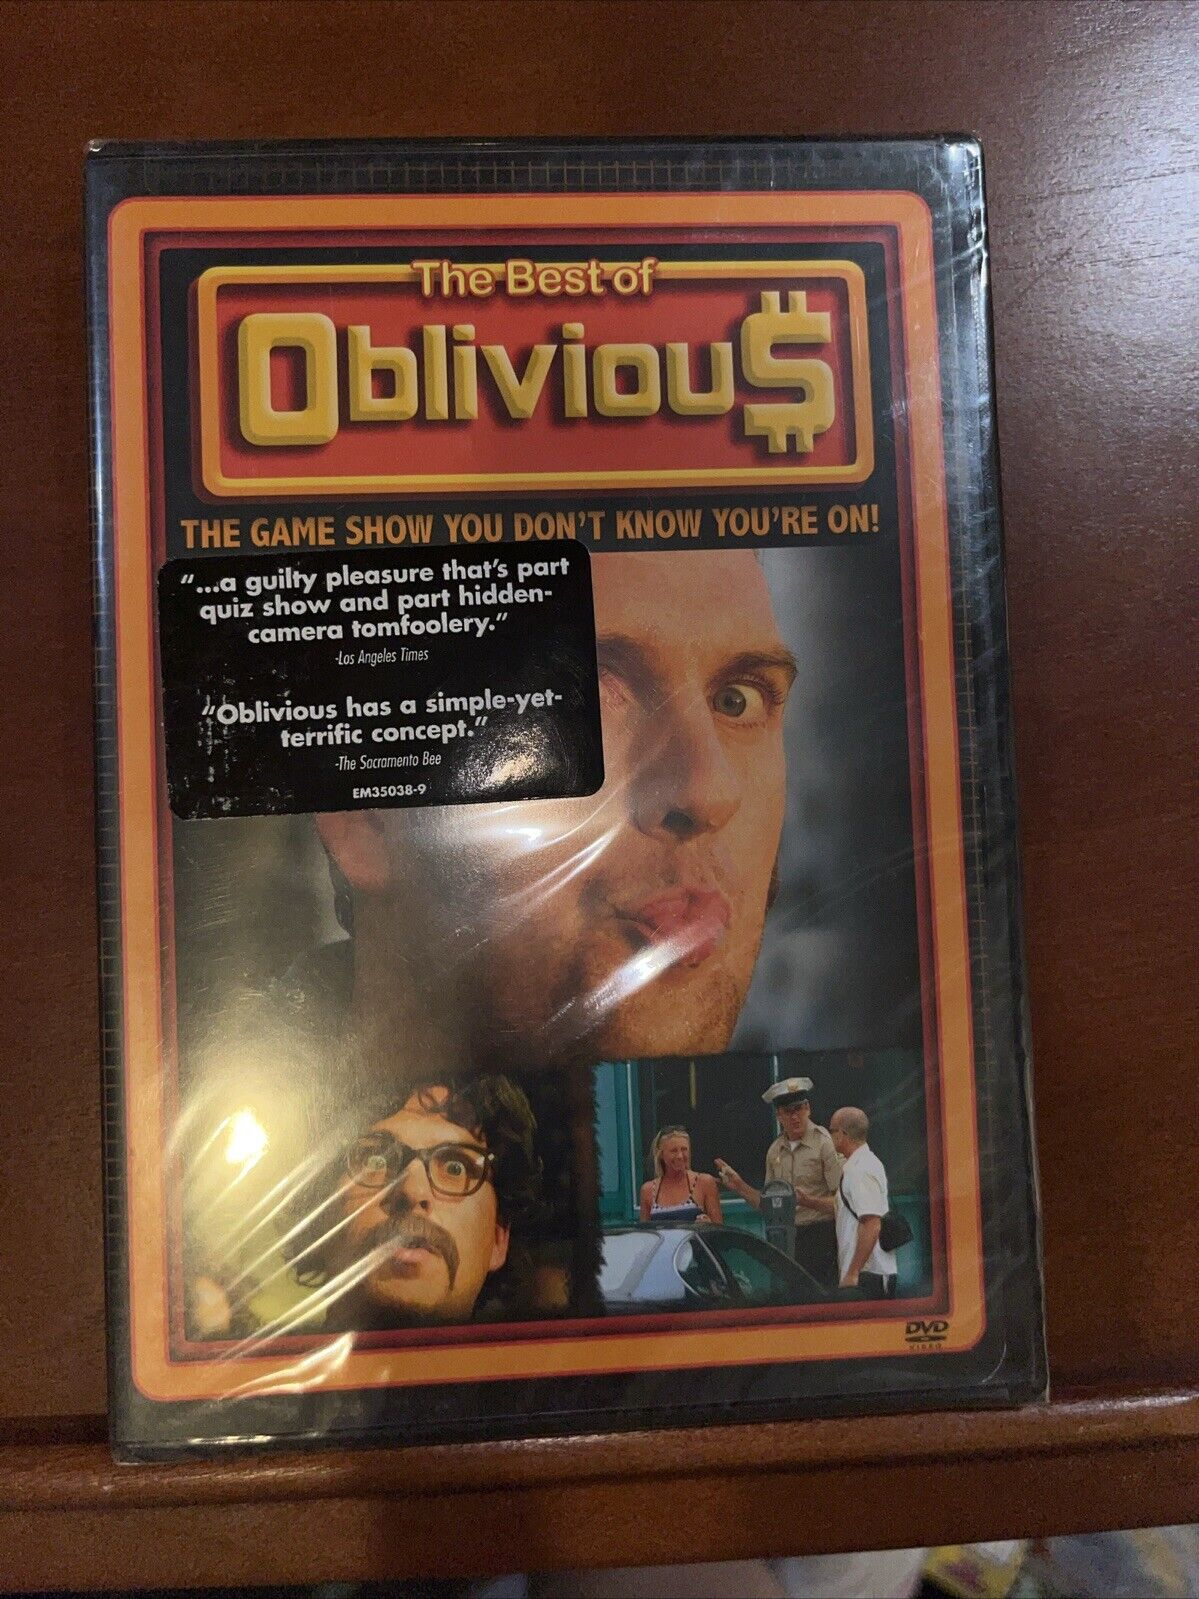 The Best of
Obliviou$
THE GAME SHOW YOU DON'T KNOW YOU'RE ON!
"...a guilty pleasure that's part
quiz show and part hidden-
camera tomfoolery."
-Los Angeles Times
"Oblivious has a simple-yet-
terrific concept."
-The Sacramento Bee
EM35038-9
DVD
VIDEO